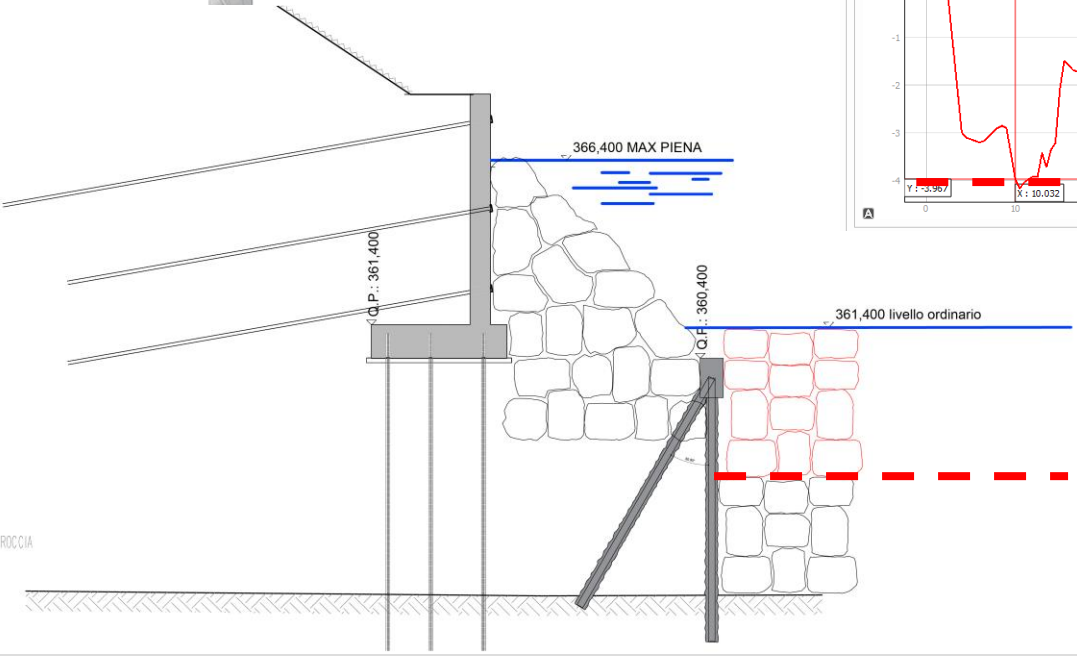 366,400 MAX PIENA
Q.P.: 361,400
Q.P.: 360,400
361,400 livello ordinario
ROCCIA
-1
-2
-3
-4
Y : -3.967
X : 10.032
0
10
A